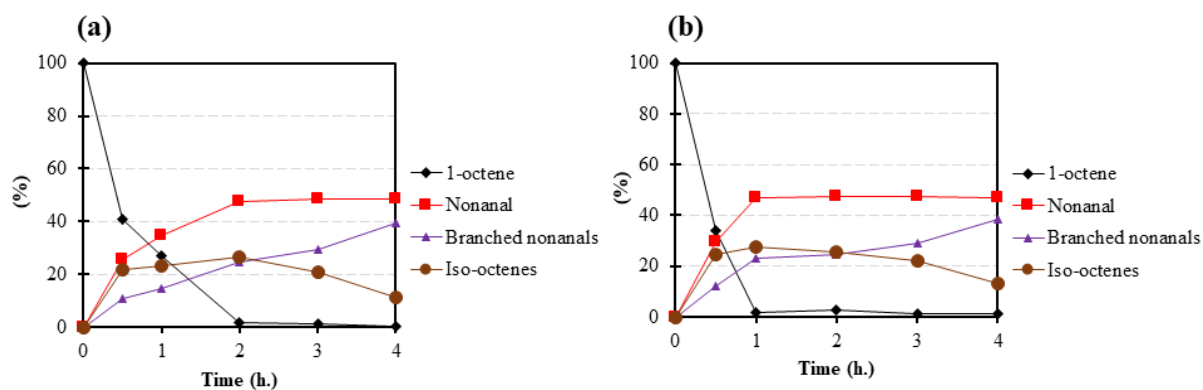 (a)
100
80
60
40
20
0
(%)
0 1 2 3 4
Time (h.)
1-octene
Nonanal
Branched nonanals
Iso-octenes
(b)
100
80
60
40
20
0
(%)
0 1 2 3 4
Time (h.)
1-octene
Nonanal
Branched nonanals
Iso-octenes